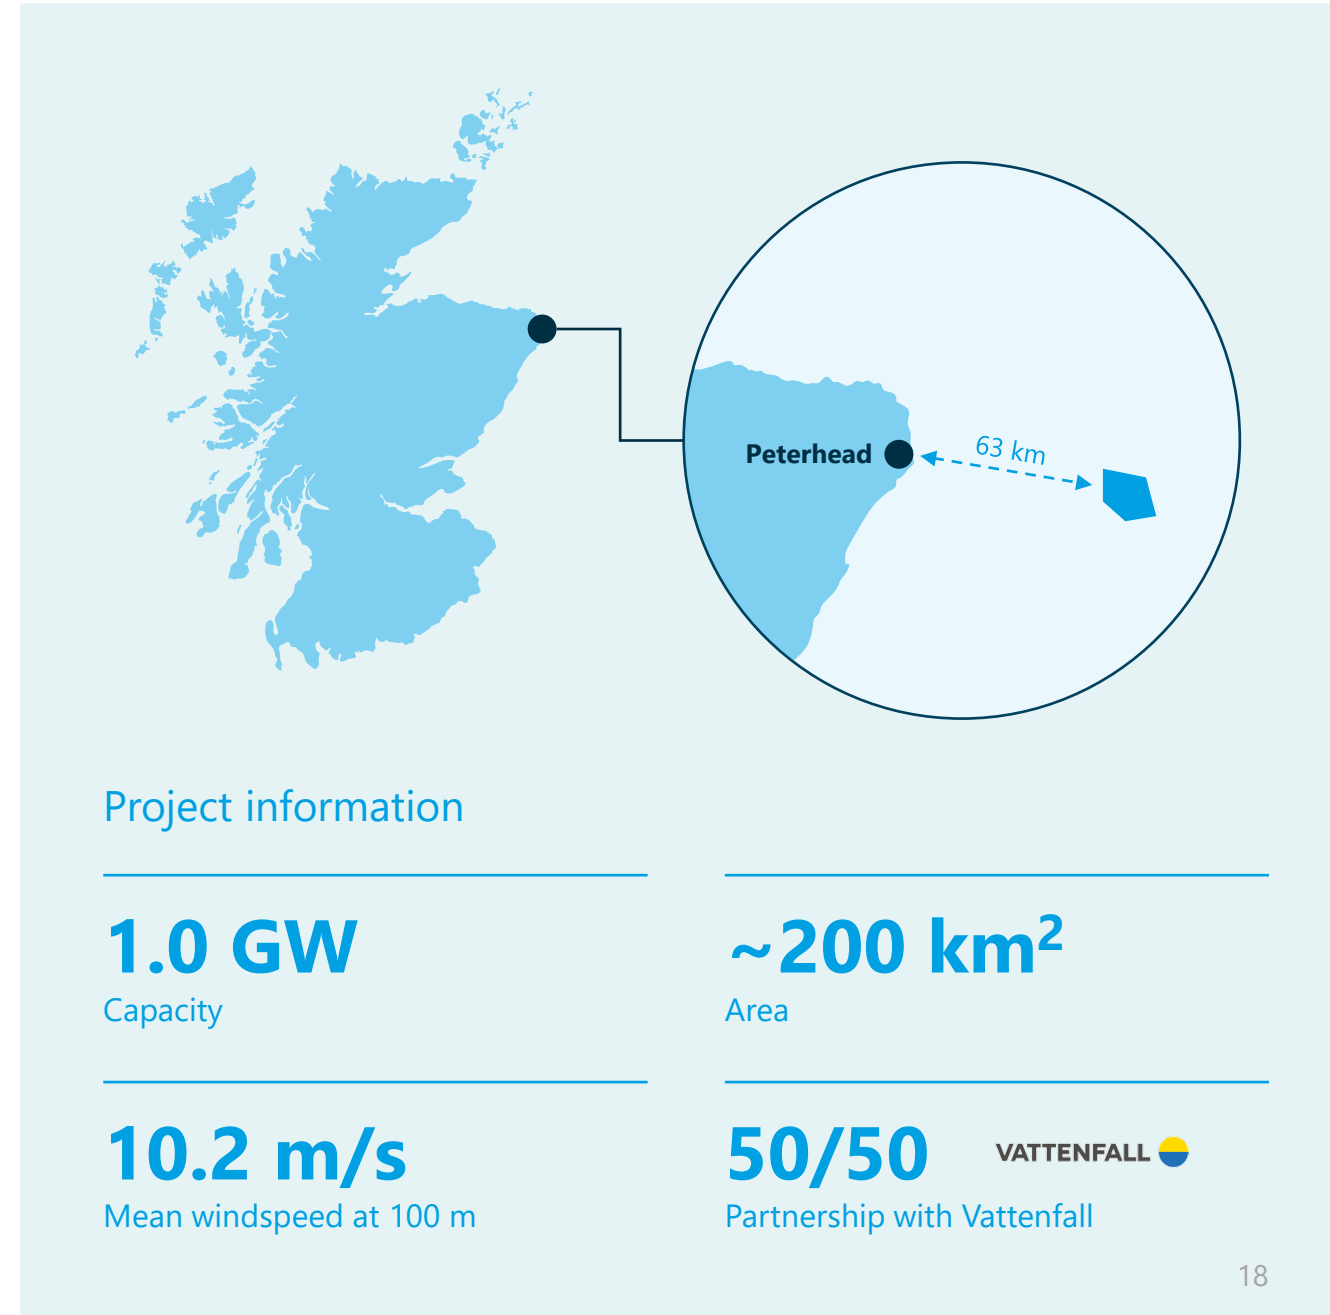 Peterhead
63 km
Project information
1.0 GW
Capacity
~200 km²
Area
10.2 m/s
Mean windspeed at 100 m
50/50
VATTENFALL
Partnership with Vattenfall
18